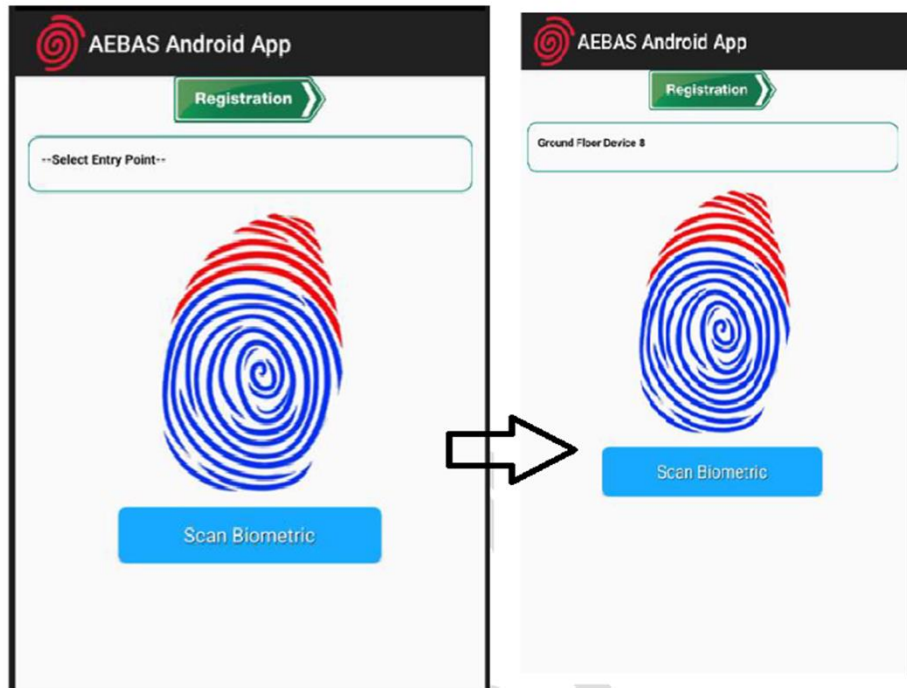 AEBAS Android App
Registration
--Select Entry Point--
Scan Biometric
AEBAS Android App
Registration
Ground Floor Device 8
Scan Biometric